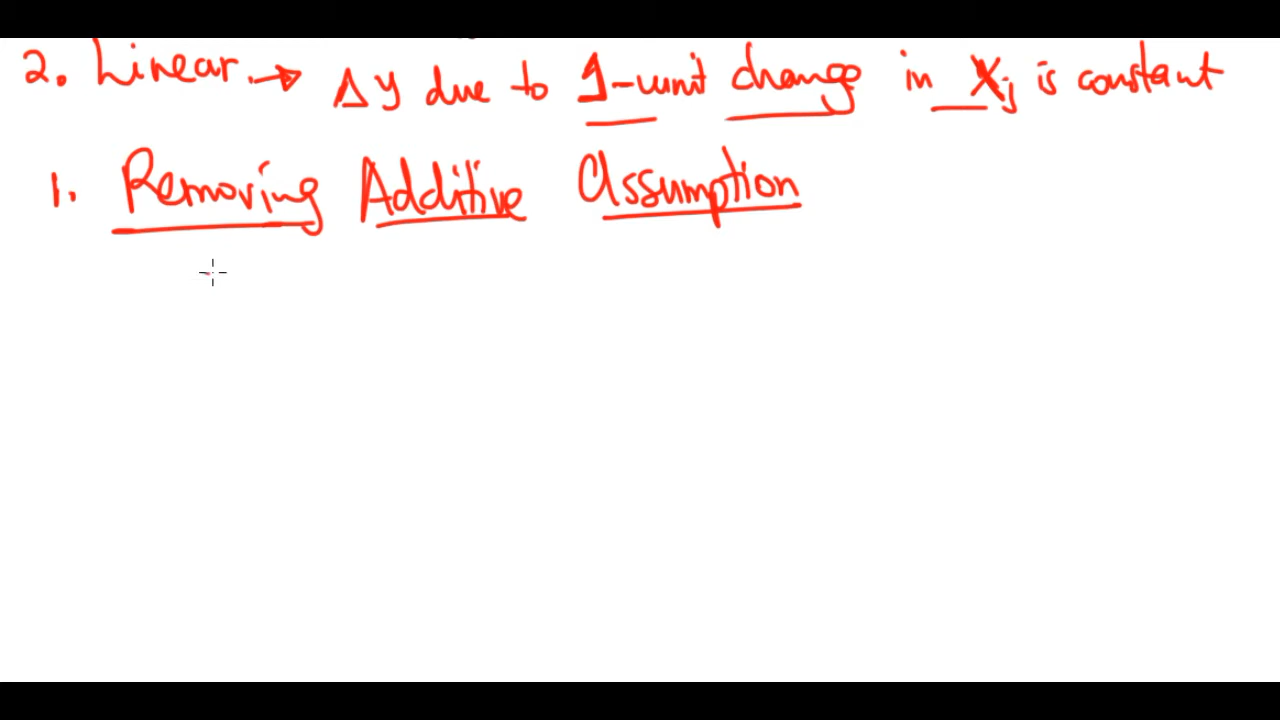 2. Linear. → Δy due to 1-unit change in Xj is constant
1. Removing Additive Assumption